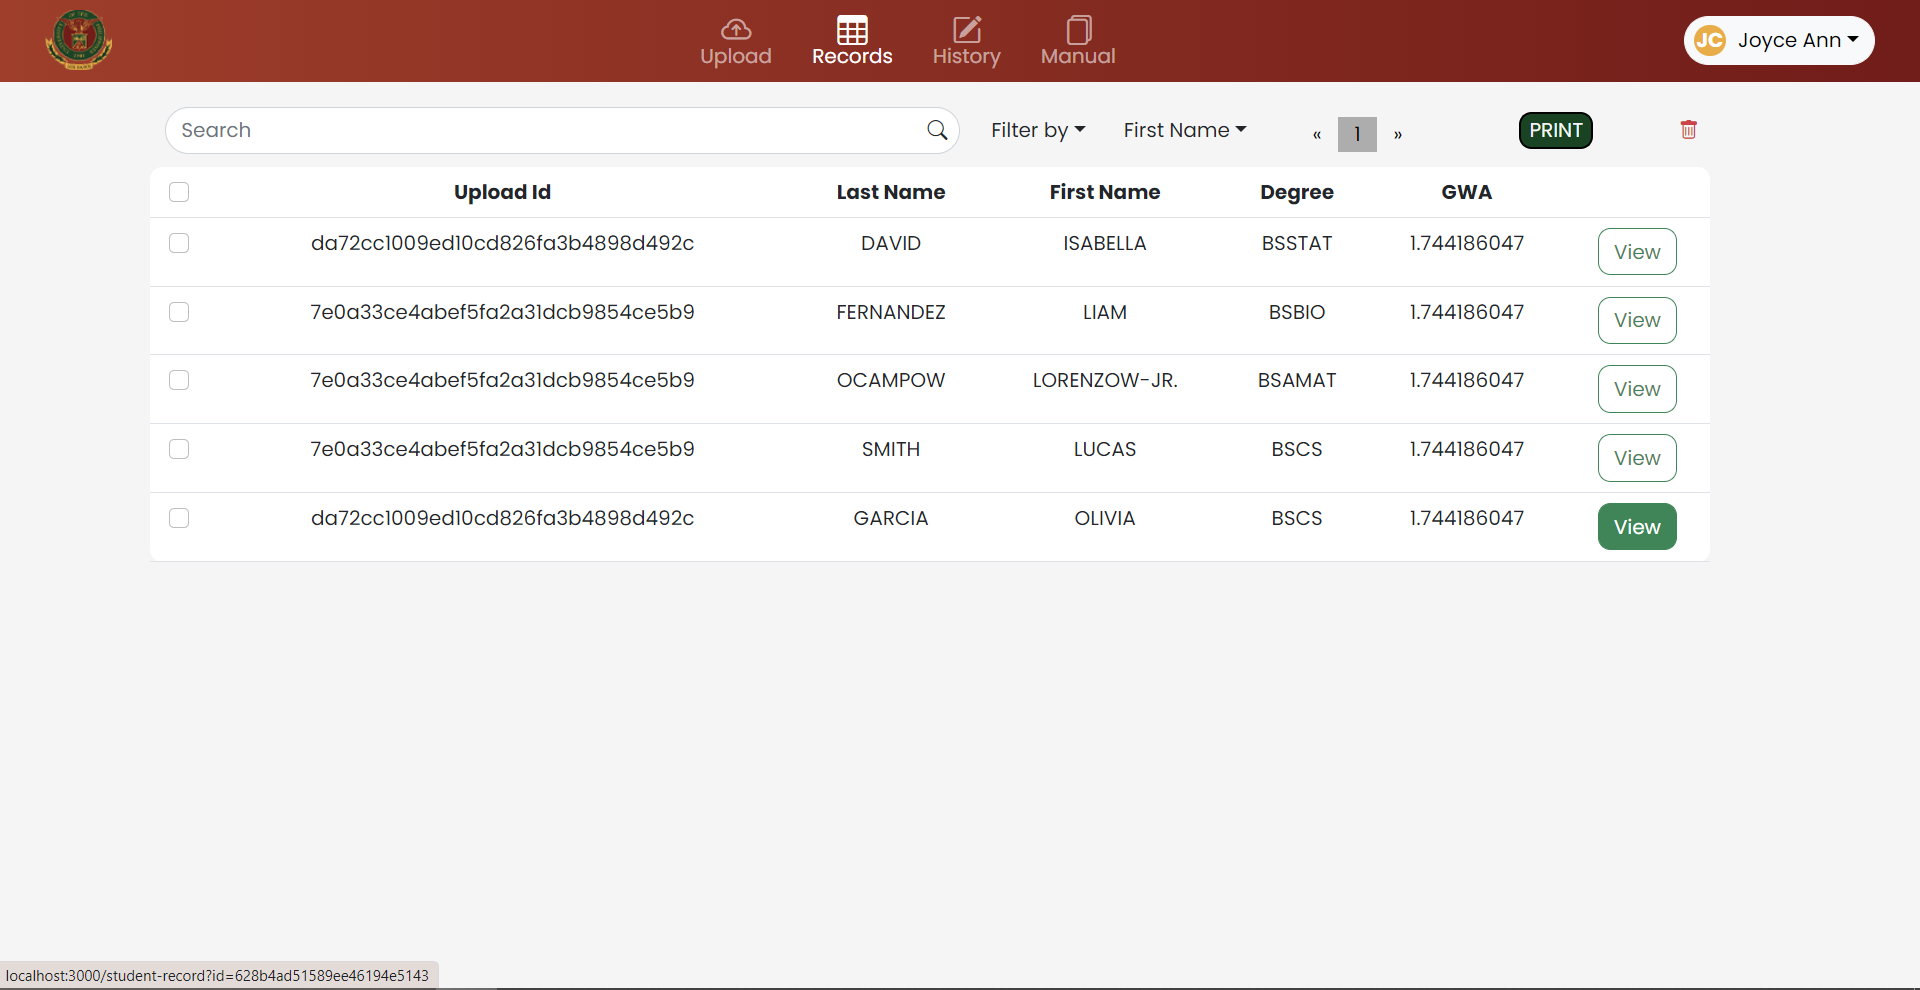 Upload Records History Manual
JC Joyce Ann
Search Filter by First Name « 1 » PRINT
Upload Id Last Name First Name Degree GWA
da72cc1009ed10cd826fa3b4898d492c DAVID ISABELLA BSSTAT 1.744186047 View
7e0a33ce4abef5fa2a31dcb9854ce5b9 FERNANDEZ LIAM BSBIO 1.744186047 View
7e0a33ce4abef5fa2a31dcb9854ce5b9 OCAMPOW LORENZOW-JR. BSAMAT 1.744186047 View
7e0a33ce4abef5fa2a31dcb9854ce5b9 SMITH LUCAS BSCS 1.744186047 View
da72cc1009ed10cd826fa3b4898d492c GARCIA OLIVIA BSCS 1.744186047 View
localhost:3000/student-record?id=628b4ad51589ee46194e5143